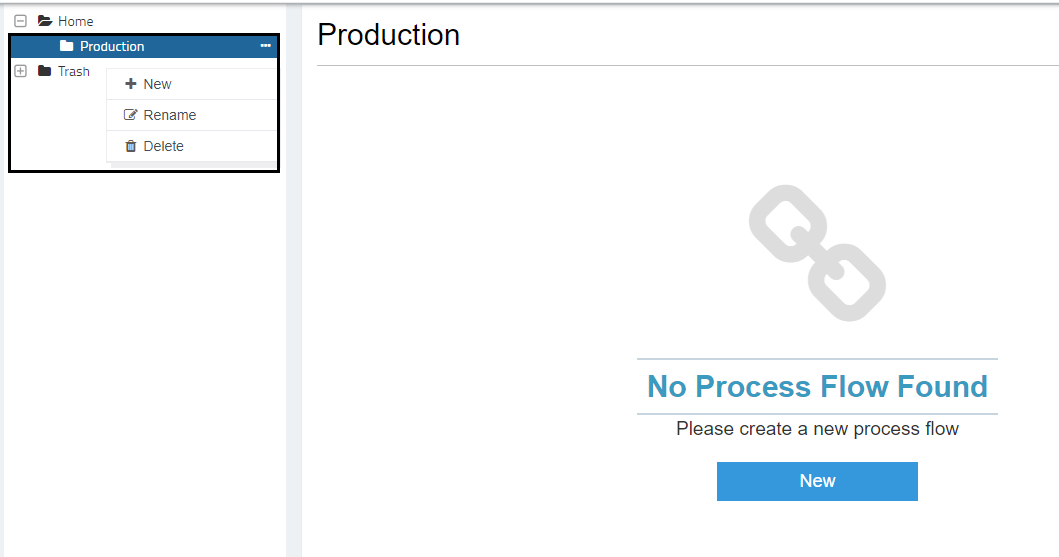 Home
Production
Trash
New
Rename
Delete
Production
No Process Flow Found
Please create a new process flow
New